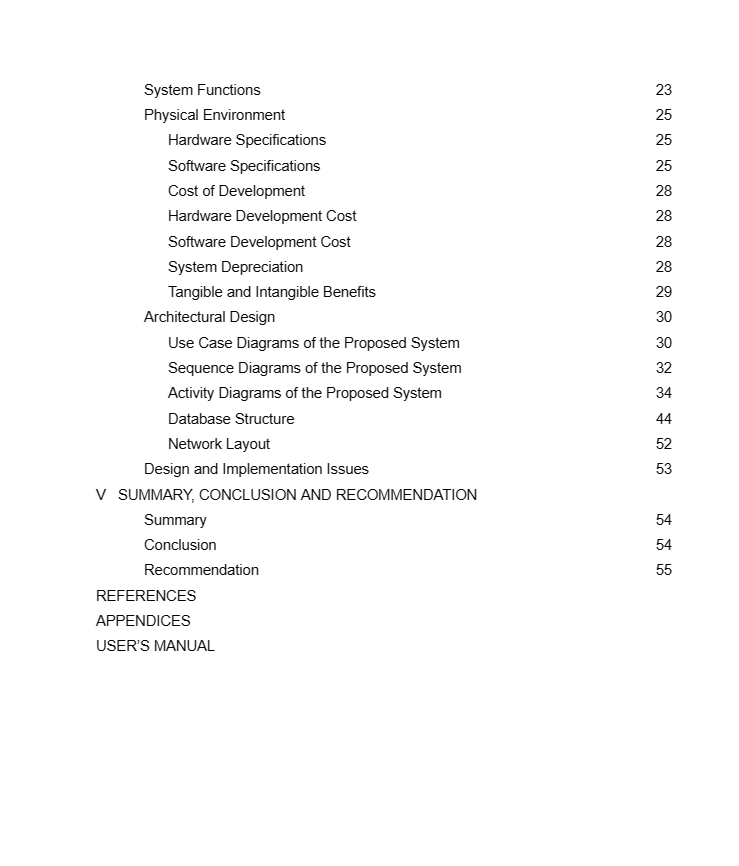 System Functions 23
Physical Environment 25
Hardware Specifications 25
Software Specifications 25
Cost of Development 28
Hardware Development Cost 28
Software Development Cost 28
System Depreciation 28
Tangible and Intangible Benefits 29
Architectural Design 30
Use Case Diagrams of the Proposed System 30
Sequence Diagrams of the Proposed System 32
Activity Diagrams of the Proposed System 34
Database Structure 44
Network Layout 52
Design and Implementation Issues 53
V SUMMARY, CONCLUSION AND RECOMMENDATION
Summary 54
Conclusion 54
Recommendation 55
REFERENCES
APPENDICES
USER’S MANUAL